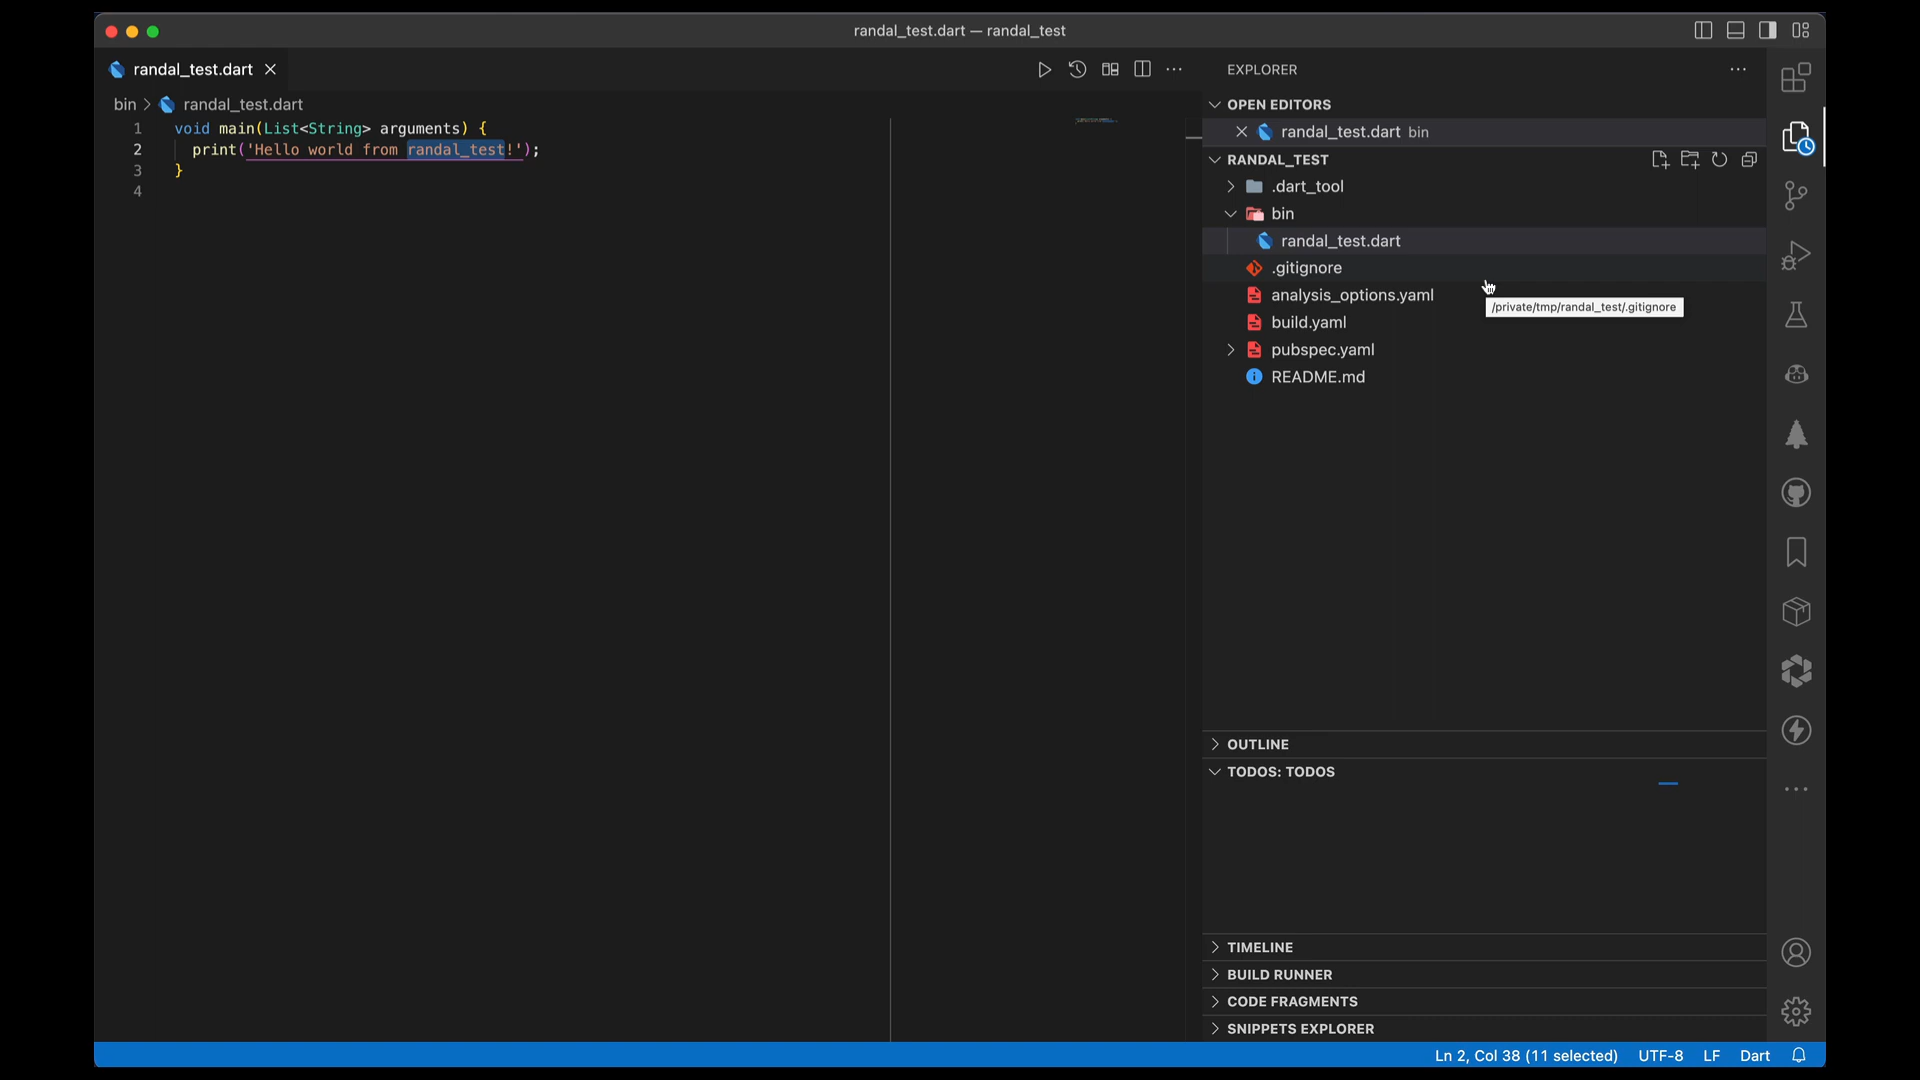 randal_test.dart — randal_test
randal_test.dart
bin > randal_test.dart
1 void main(List<String> arguments) {
2 print('Hello world from randal_test!');
3 }
4
EXPLORER
OPEN EDITORS
randal_test.dart bin
RANDAL_TEST
.dart_tool
bin
randal_test.dart
.gitignore
analysis_options.yaml
/private/tmp/randal_test/.gitignore
build.yaml
pubspec.yaml
README.md
OUTLINE
TODOS: TODOS
TIMELINE
BUILD RUNNER
CODE FRAGMENTS
SNIPPETS EXPLORER
Ln 2, Col 38 (11 selected) UTF-8 LF Dart